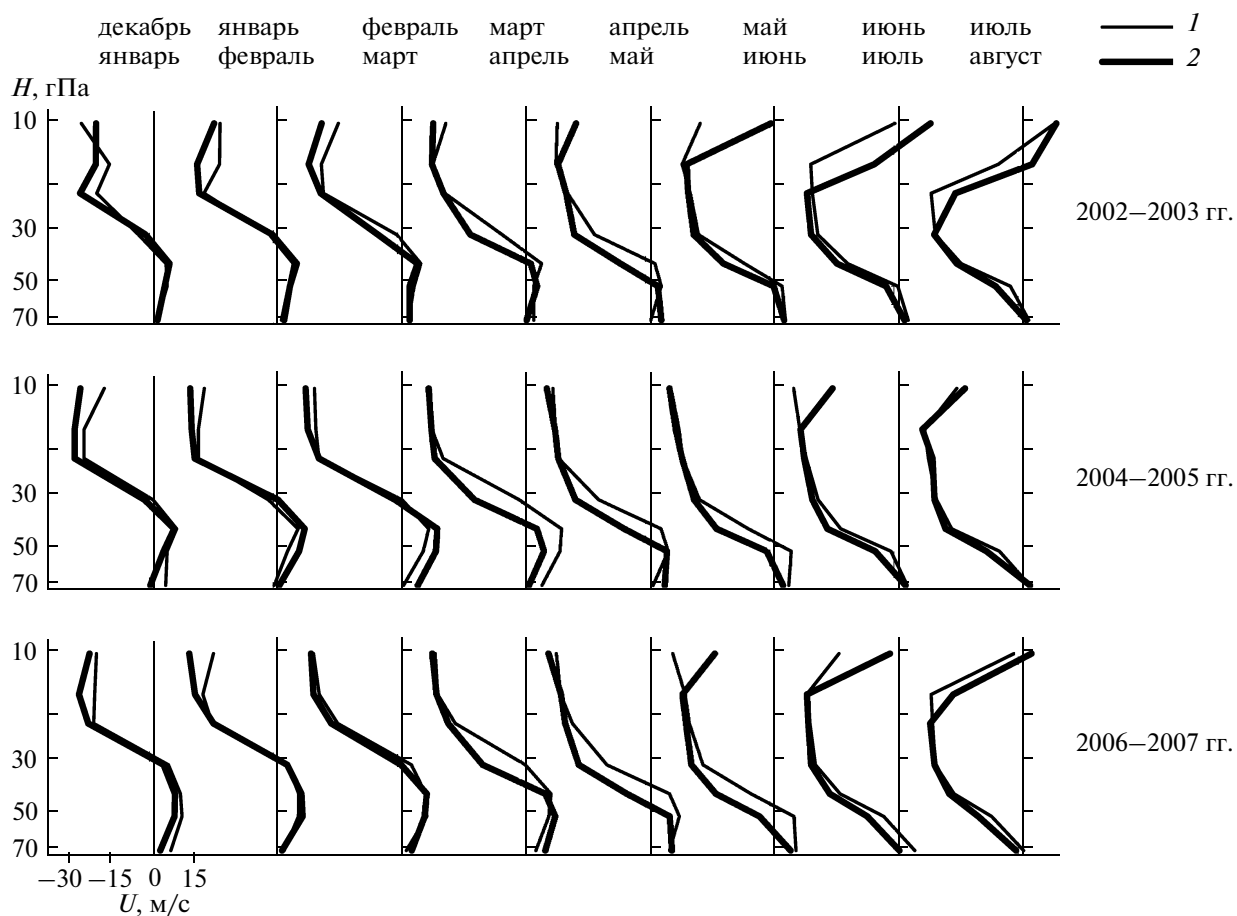 декабрь январь февраль март апрель май июнь июль 1
январь февраль март апрель май июнь июль август 2
H, гПа
10
30
50
70
2002–2003 гг.
10
30
50
70
2004–2005 гг.
10
30
50
70
2006–2007 гг.
–30 –15 0 15
U, м/с